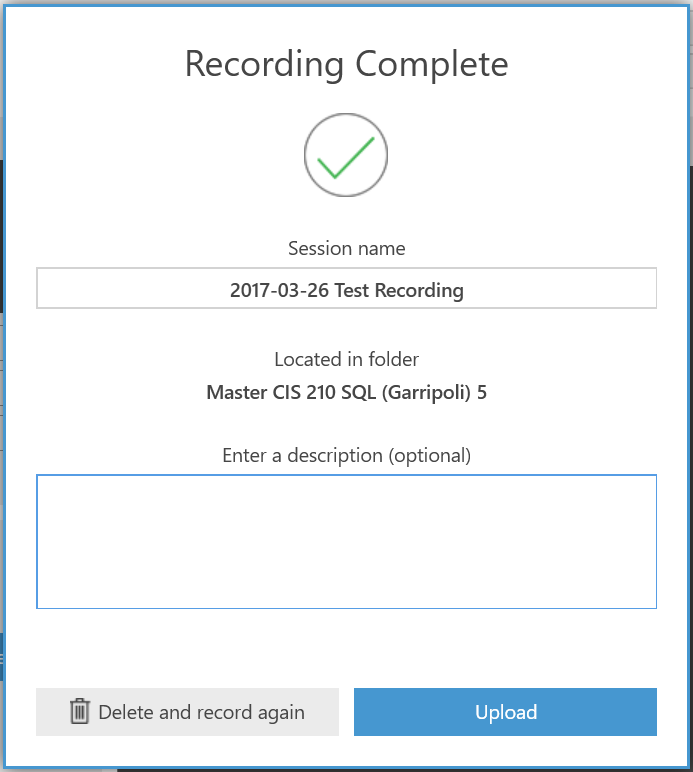 Recording Complete
Session name
2017-03-26 Test Recording
Located in folder
Master CIS 210 SQL (Garripoli) 5
Enter a description (optional)
Delete and record again
Upload